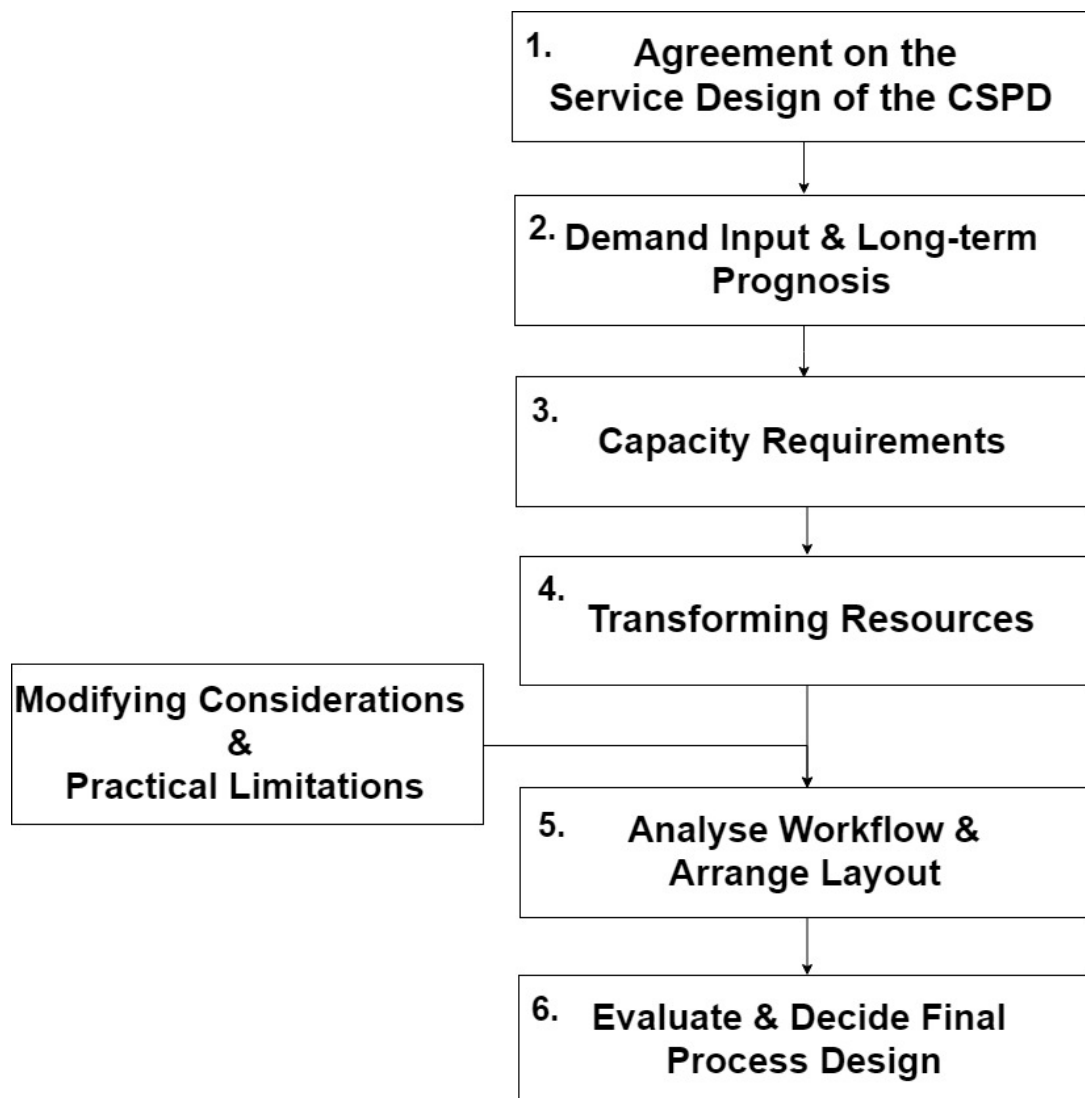 1. Agreement on the
Service Design of the CSPD
2. Demand Input & Long-term
Prognosis
3. Capacity Requirements
4. Transforming Resources
Modifying Considerations
&
Practical Limitations
5. Analyse Workflow &
Arrange Layout
6. Evaluate & Decide Final
Process Design